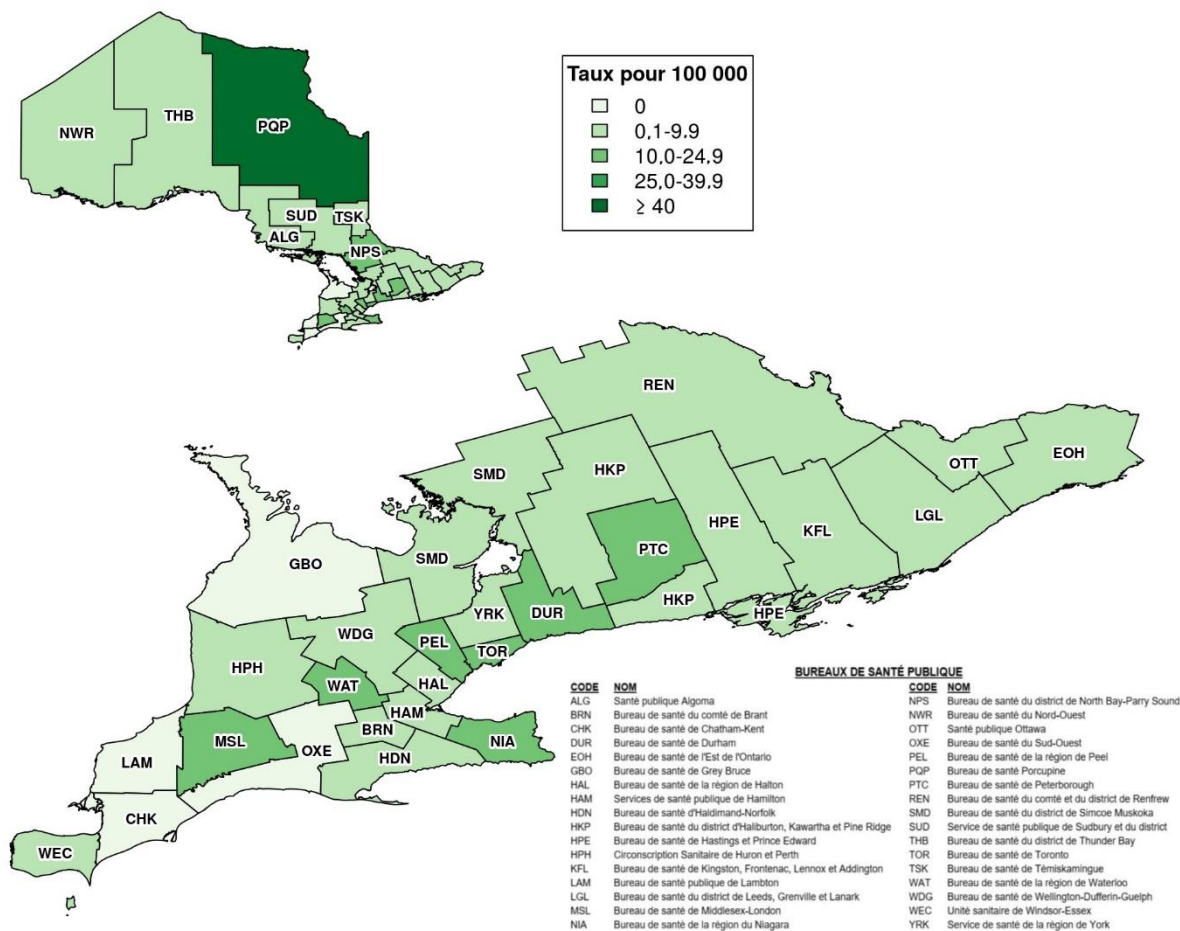 Taux pour 100 000
0
0,1-9.9
10,0-24,9
25,0-39.9
≥ 40
NWR
THB
PQP
SUD
TSK
ALG
NPS
REN
SMD
HKP
OTT
EOH
HPE
KFL
LGL
PTC
GBO
SMD
YRK
DUR
HKP
HPE
WDG
PEL
TOR
HPH
WAT
HAL
HAM
BRN
MSL
OXE
NIA
HDN
LAM
CHK
WEC
BUREAUX DE SANTÉ PUBLIQUE
CODE NOM
ALG Santé publique Algoma
BRN Bureau de santé du comté de Brant
CHK Bureau de santé de Chatham-Kent
DUR Bureau de santé de Durham
EOH Bureau de santé de l'Est de l'Ontario
GBO Bureau de santé de Grey Bruce
HAL Bureau de santé de la région de Halton
HAM Services de santé publique de Hamilton
HDN Bureau de santé d'Haldimand-Norfolk
HKP Bureau de santé du district d'Haliburton, Kawartha et Pine Ridge
HPE Bureau de santé de Hastings et Prince Edward
HPH Circonscription Sanitaire de Huron et Perth
KFL Bureau de santé de Kingston, Frontenac, Lennox et Addington
LAM Bureau de santé publique de Lambton
LGL Bureau de santé du district de Leeds, Grenville et Lanark
MSL Bureau de santé de Middlesex-London
NIA Bureau de santé de la région du Niagara
CODE NOM
NPS Bureau de santé du district de North Bay-Parry Sound
NWR Bureau de santé du Nord-Ouest
OTT Santé publique Ottawa
OXE Bureau de santé du Sud-Ouest
PEL Bureau de santé de la région de Peel
PQP Bureau de santé Porcupine
PTC Bureau de santé de Peterborough
REN Bureau de santé du comté et du district de Renfrew
SMD Bureau de santé du district de Simcoe Muskoka
SUD Service de santé publique de Sudbury et du district
THB Bureau de santé du district de Thunder Bay
TOR Bureau de santé de Toronto
TSK Bureau de santé de Témiskamingue
WAT Bureau de santé de la région de Waterloo
WDG Bureau de santé de Wellington-Dufferin-Guelph
WEC Unité sanitaire de Windsor-Essex
YRK Service de santé de la région de York